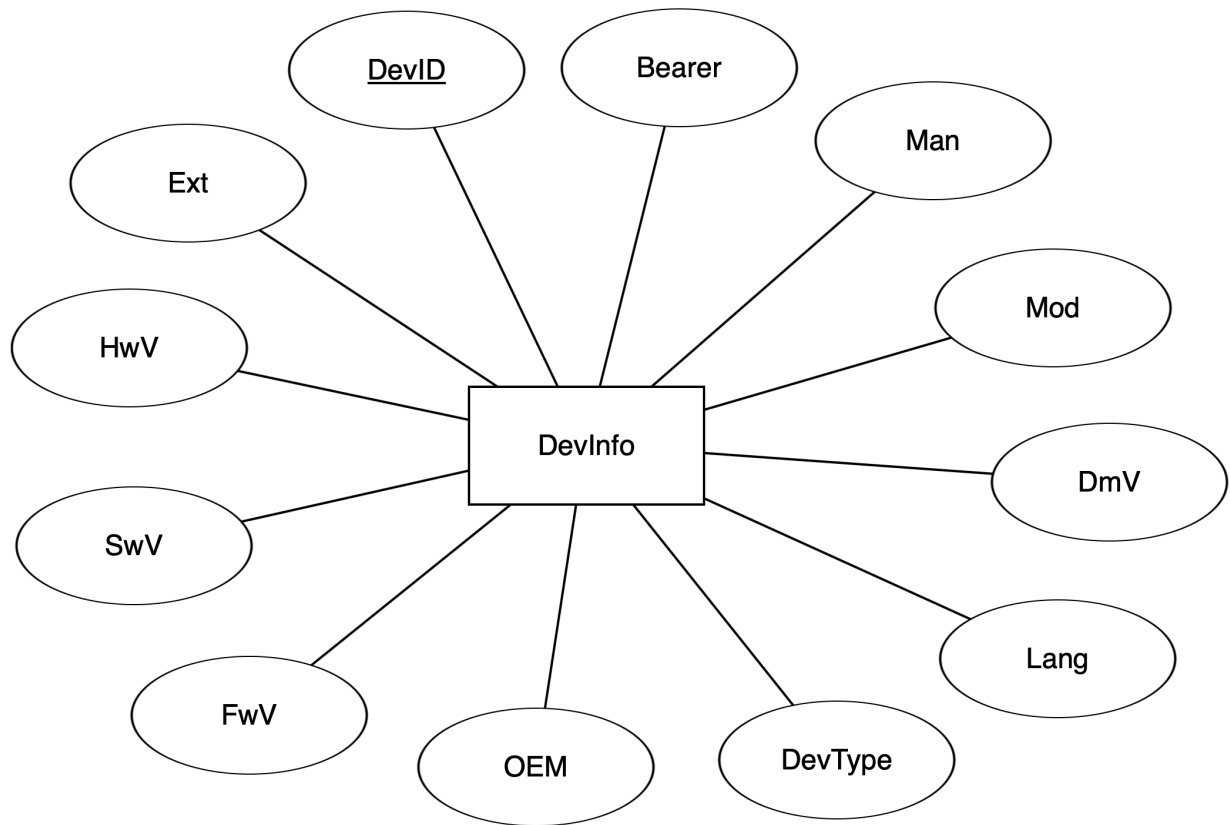 DevID
Bearer
Man
Ext
Mod
HwV
DevInfo
DmV
SwV
Lang
FwV
OEM
DevType